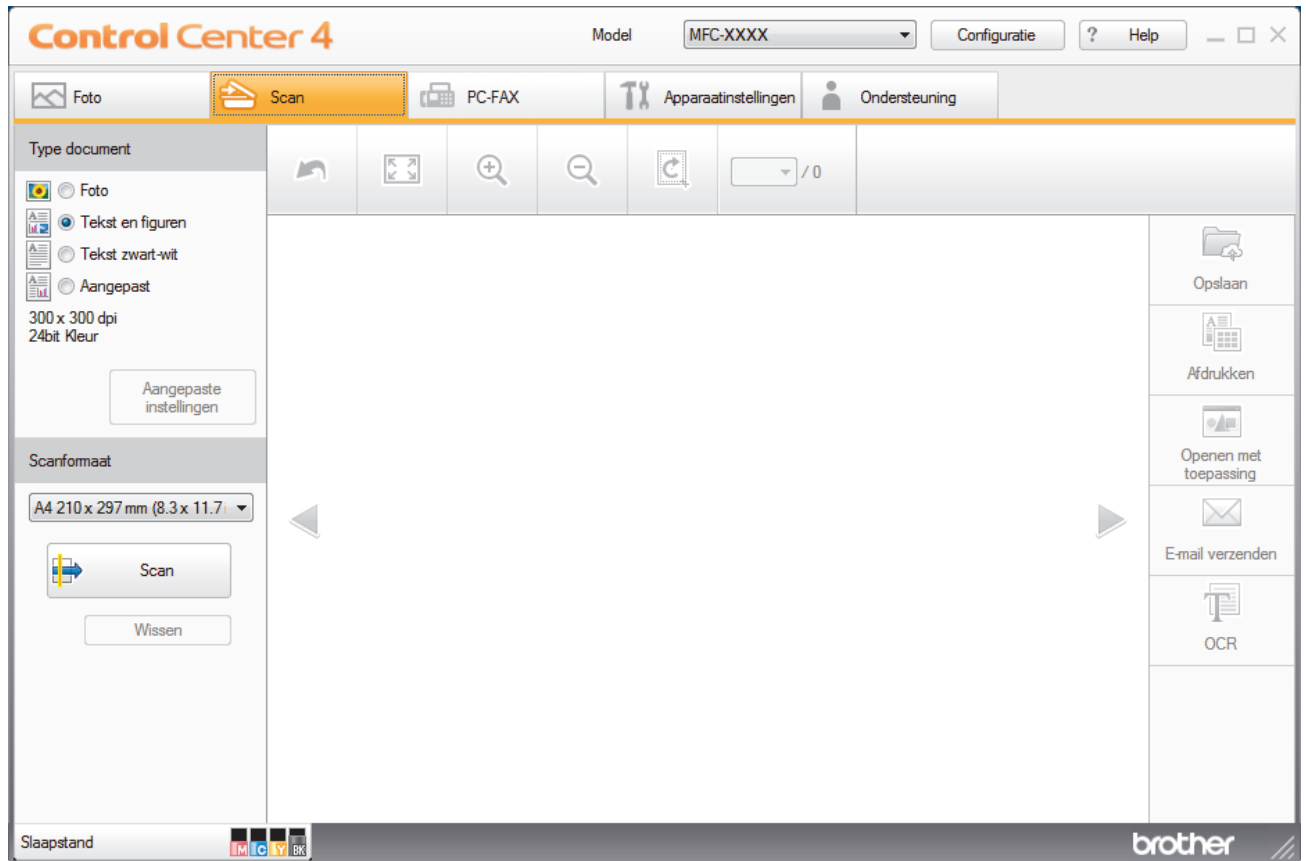 Control Center 4
Model
MFC-XXXX
Configuratie
? Help
Foto
Scan
PC-FAX
Apparaatinstellingen
Ondersteuning
Type document
Foto
Tekst en figuren
Tekst zwart-wit
Aangepast
300 x 300 dpi
24bit Kleur
Aangepaste
instellingen
/ 0
Scanformaat
A4 210 x 297 mm (8.3 x 11.7
Scan
Wissen
Opslaan
Afdrukken
Openen met
toepassing
E-mail verzenden
OCR
Slaapstand
M C Y BK
brother